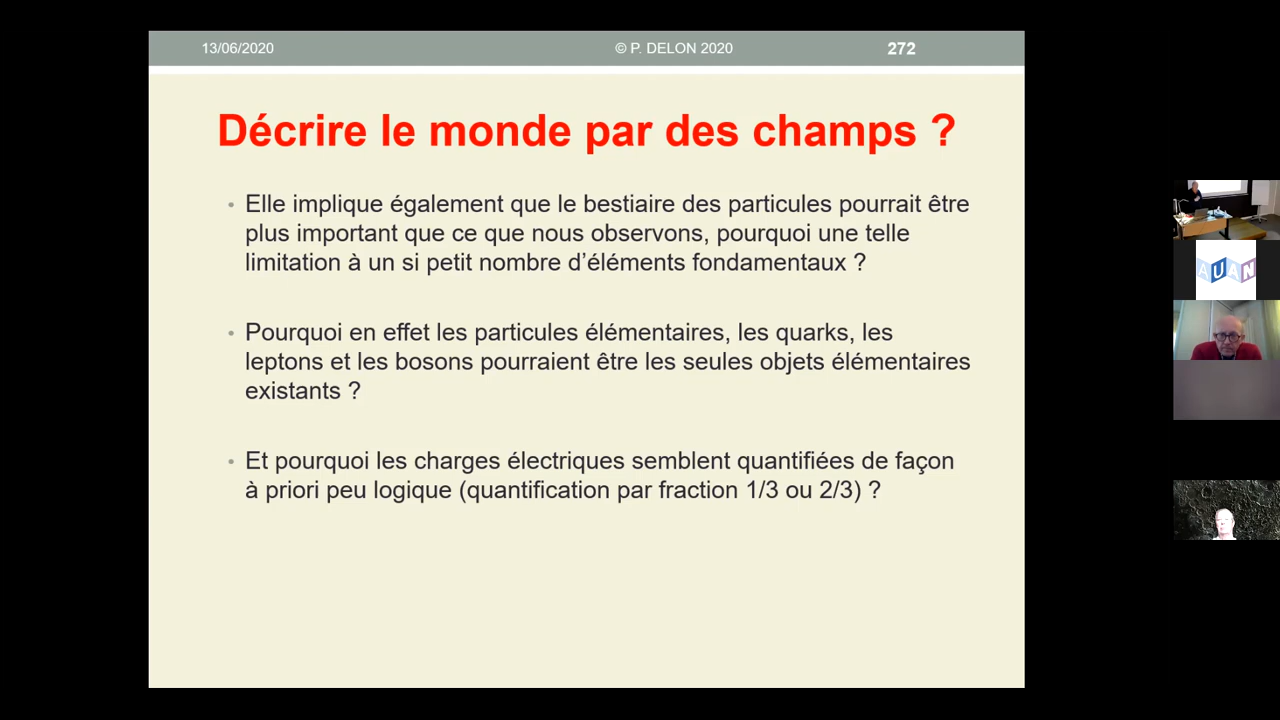 13/06/2020 © P. DELON 2020 272
Décrire le monde par des champs ?
• Elle implique également que le bestiaire des particules pourrait être
plus important que ce que nous observons, pourquoi une telle
limitation à un si petit nombre d’éléments fondamentaux ?
• Pourquoi en effet les particules élémentaires, les quarks, les
leptons et les bosons pourraient être les seules objets élémentaires
existants ?
• Et pourquoi les charges électriques semblent quantifiées de façon
à priori peu logique (quantification par fraction 1/3 ou 2/3) ?
AUAN